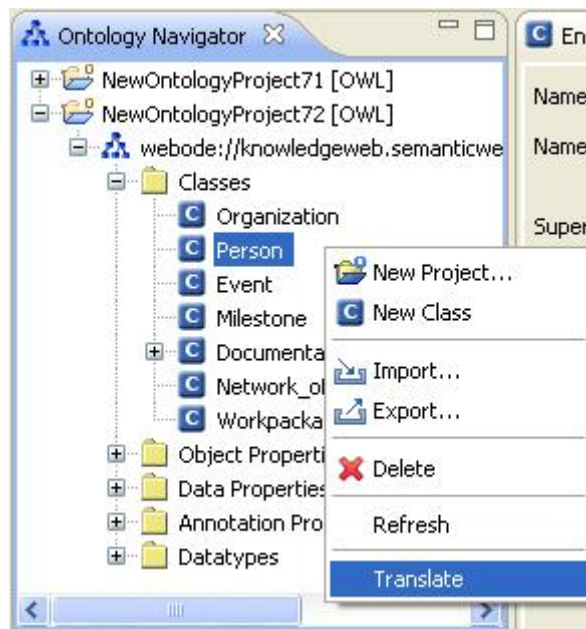 Ontology Navigator
En
NewOntologyProject71 [OWL]
Name
NewOntologyProject72 [OWL]
webode://knowledgeweb.semanticwe
Name
Classes
C Organization
Super
C Person
C Event
C Milestone
C Documenta
C Network_o
C Workpacka
Object Properti
Data Properties
Annotation Pro
Datatypes
New Project...
C New Class
Import...
Export...
Delete
Refresh
Translate